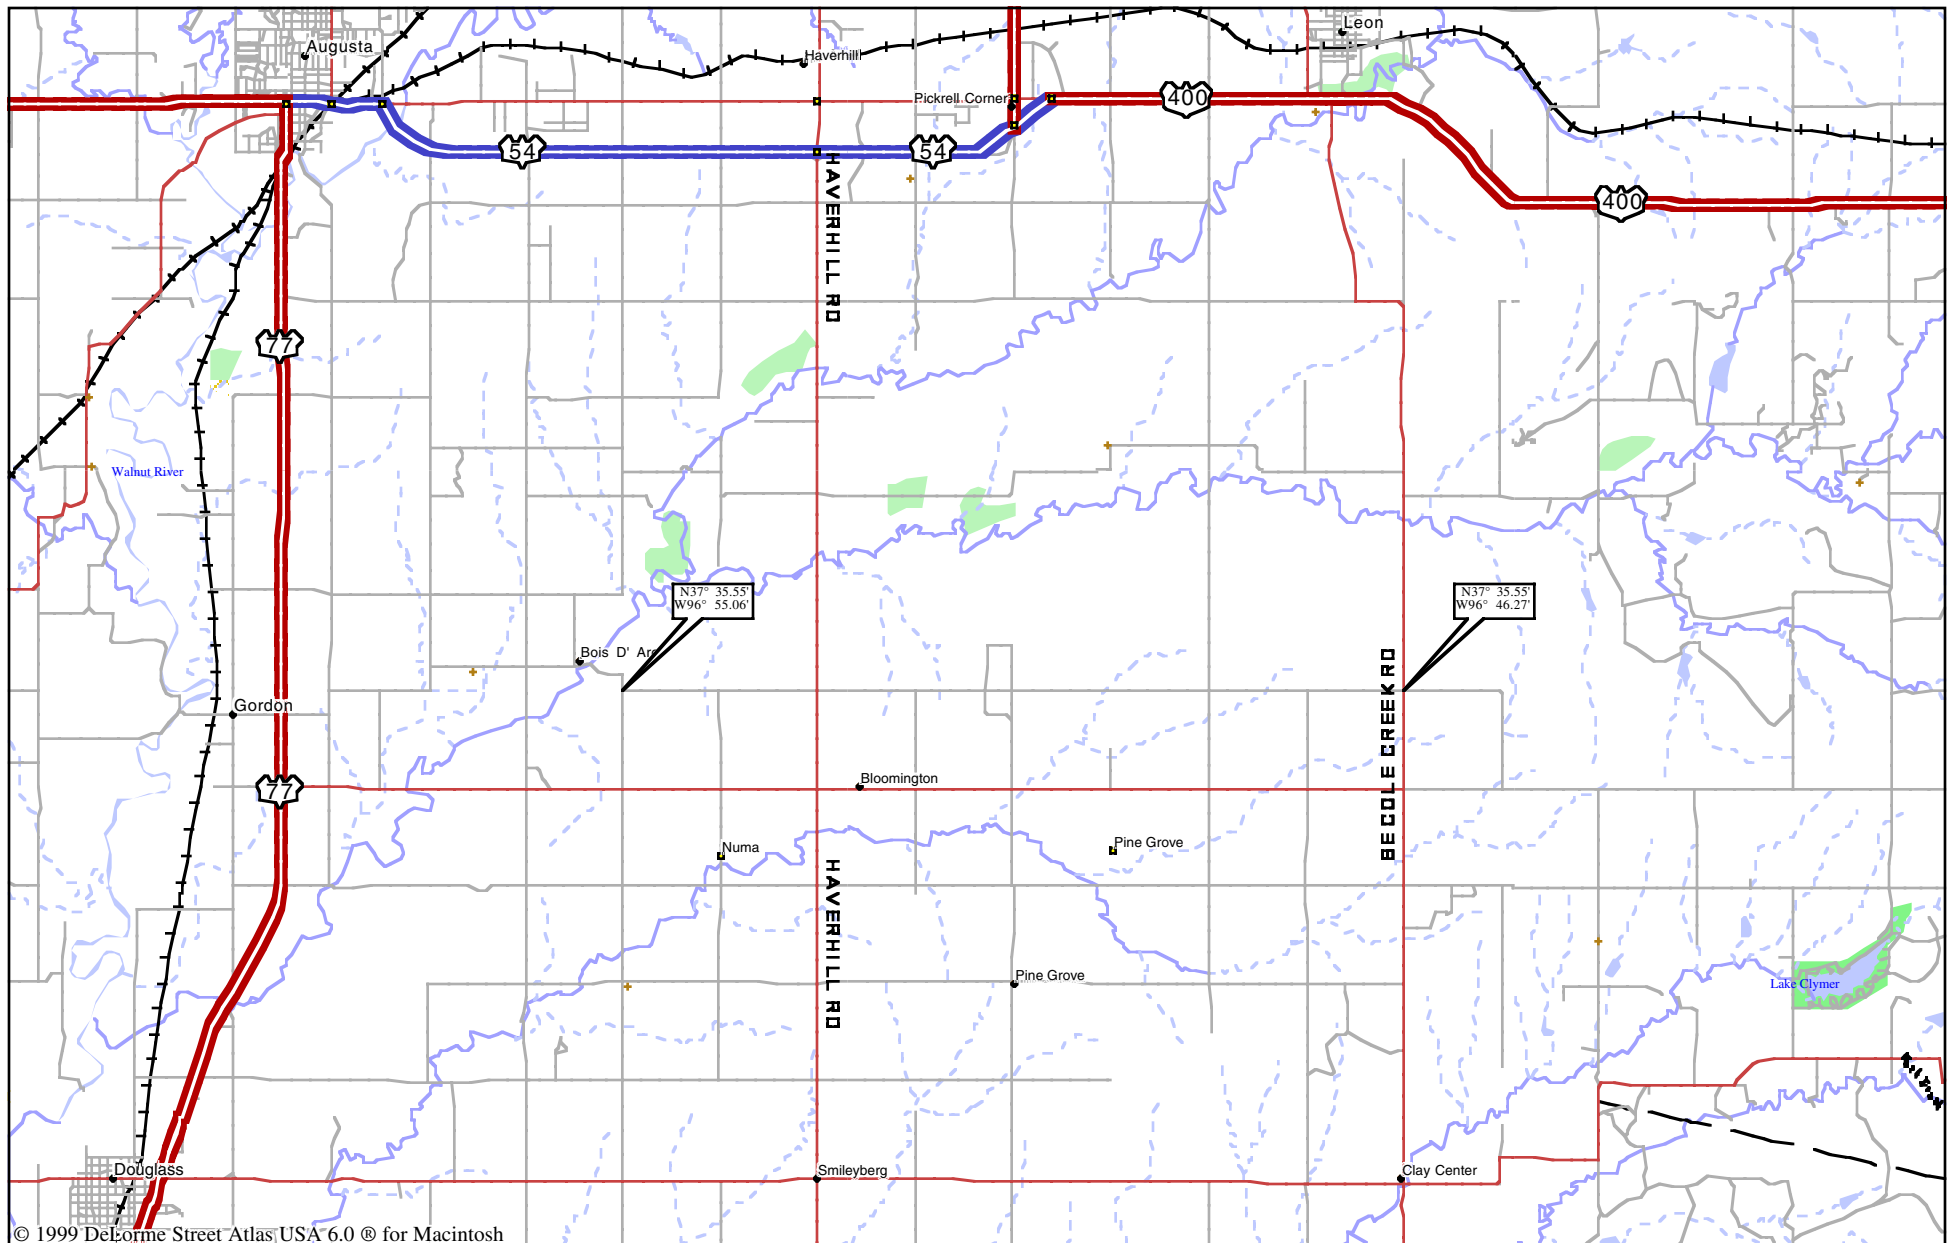 Leon
Augusta
Haverhill
Pickrell Corner
400
54
54
400
HAVERHILL RD
77
Walnut River
N37° 35.55'
W96° 55.06'
N37° 35.55'
W96° 46.27'
Bois D' Arc
BECOLE CREEK RD
Gordon
77
Bloomington
Numa
Pine Grove
HAVERHILL RD
Pine Grove
Lake Clymer
Douglass
Smileyberg
Clay Center
© 1999 DeLorme Street Atlas USA 6.0 ® for Macintosh